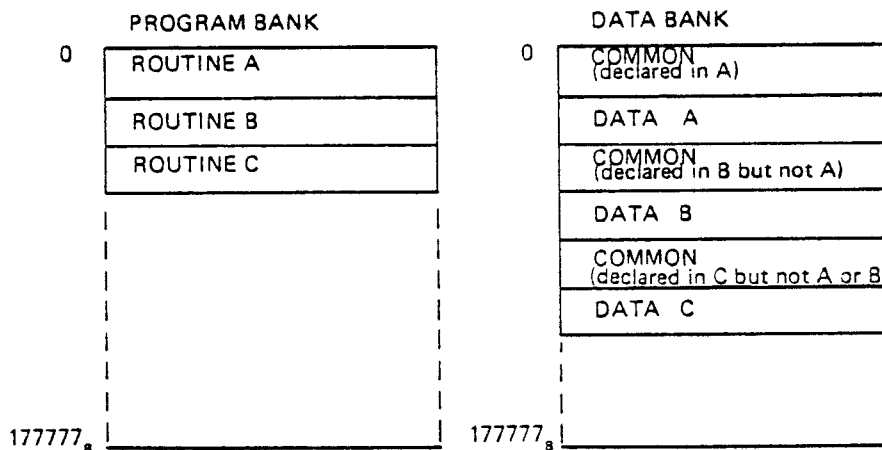 PROGRAM BANK
0
ROUTINE A
ROUTINE B
ROUTINE C
177777₈
DATA BANK
0
COMMON
(declared in A)
DATA A
COMMON
(declared in B but not A)
DATA B
COMMON
(declared in C but not A or B
DATA C
177777₈